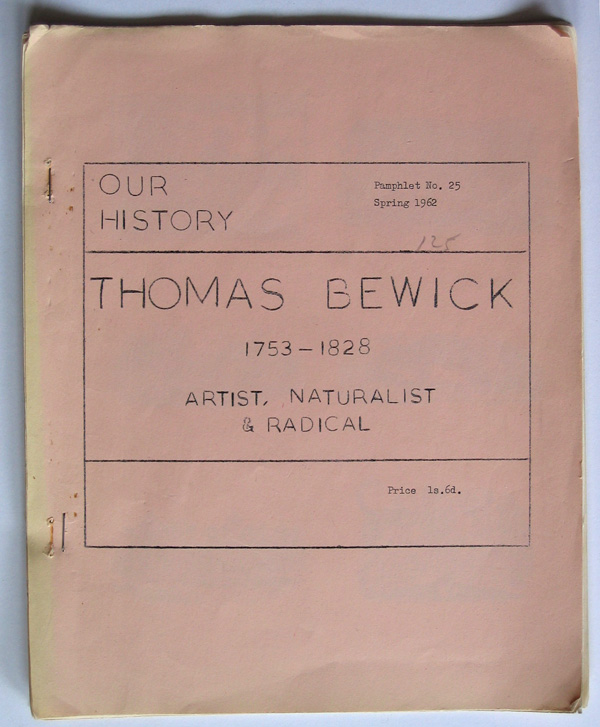 OUR
HISTORY
Pamphlet No. 25
Spring 1962
125
THOMAS BEWICK
1753 – 1828
ARTIST, NATURALIST
& RADICAL
Price 1s.6d.